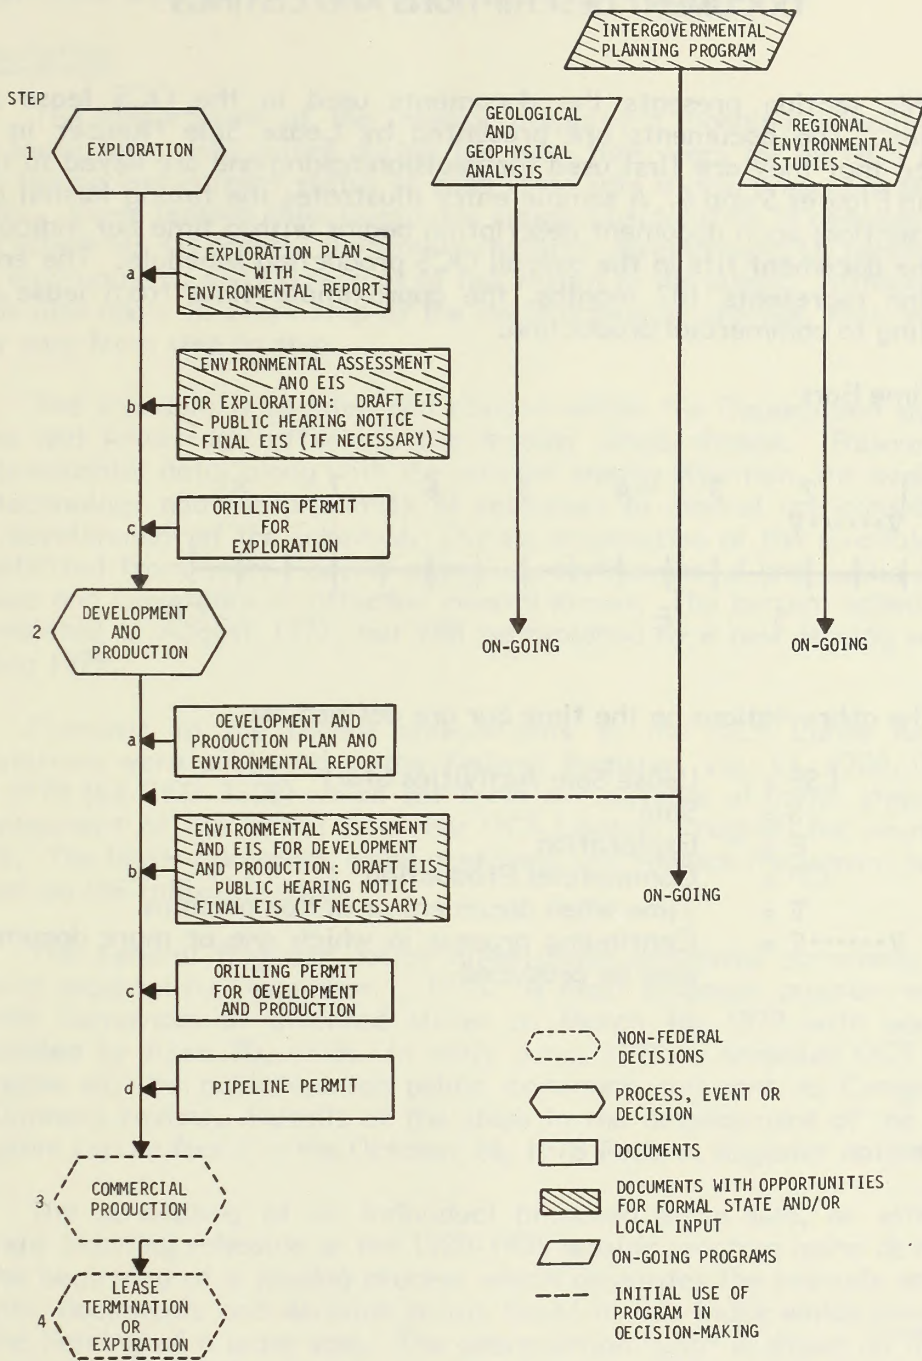 INTERGOVERNMENTAL
PLANNING PROGRAM
STEP
1
EXPLORATION
GEOLOGICAL
AND
GEOPHYSICAL
ANALYSIS
REGIONAL
ENVIRONMENTAL
STUDIES
a
EXPLORATION PLAN
WITH
ENVIRONMENTAL REPORT
b
ENVIRONMENTAL ASSESSMENT
ANO EIS
FOR EXPLORATION: DRAFT EIS
PUBLIC HEARING NOTICE
FINAL EIS (IF NECESSARY)
c
ORILLING PERMIT
FOR
EXPLORATION
2
DEVELOPMENT
AND
PRODUCTION
ON-GOING
ON-GOING
a
OEVELOPMENT AND
PRODUCTION PLAN ANO
ENVIRONMENTAL REPORT
b
ENVIRONMENTAL ASSESSMENT
AND EIS FOR DEVELOPMENT
AND PRODUCTION: ORAFT EIS
PUBLIC HEARING NOTICE
FINAL EIS (IF NECESSARY)
ON-GOING
c
ORILLING PERMIT
FOR OEVELOPMENT
AND PRODUCTION
d
PIPELINE PERMIT
3
COMMERCIAL
PRODUCTION
4
LEASE
TERMINATION
OR
EXPIRATION
NON-FEDERAL
DECISIONS
PROCESS, EVENT OR
DECISION
DOCUMENTS
DOCUMENTS WITH OPPORTUNITIES
FOR FORMAL STATE AND/OR
LOCAL INPUT
ON-GOING PROGRAMS
INITIAL USE OF
PROGRAM IN
OECISION-MAKING